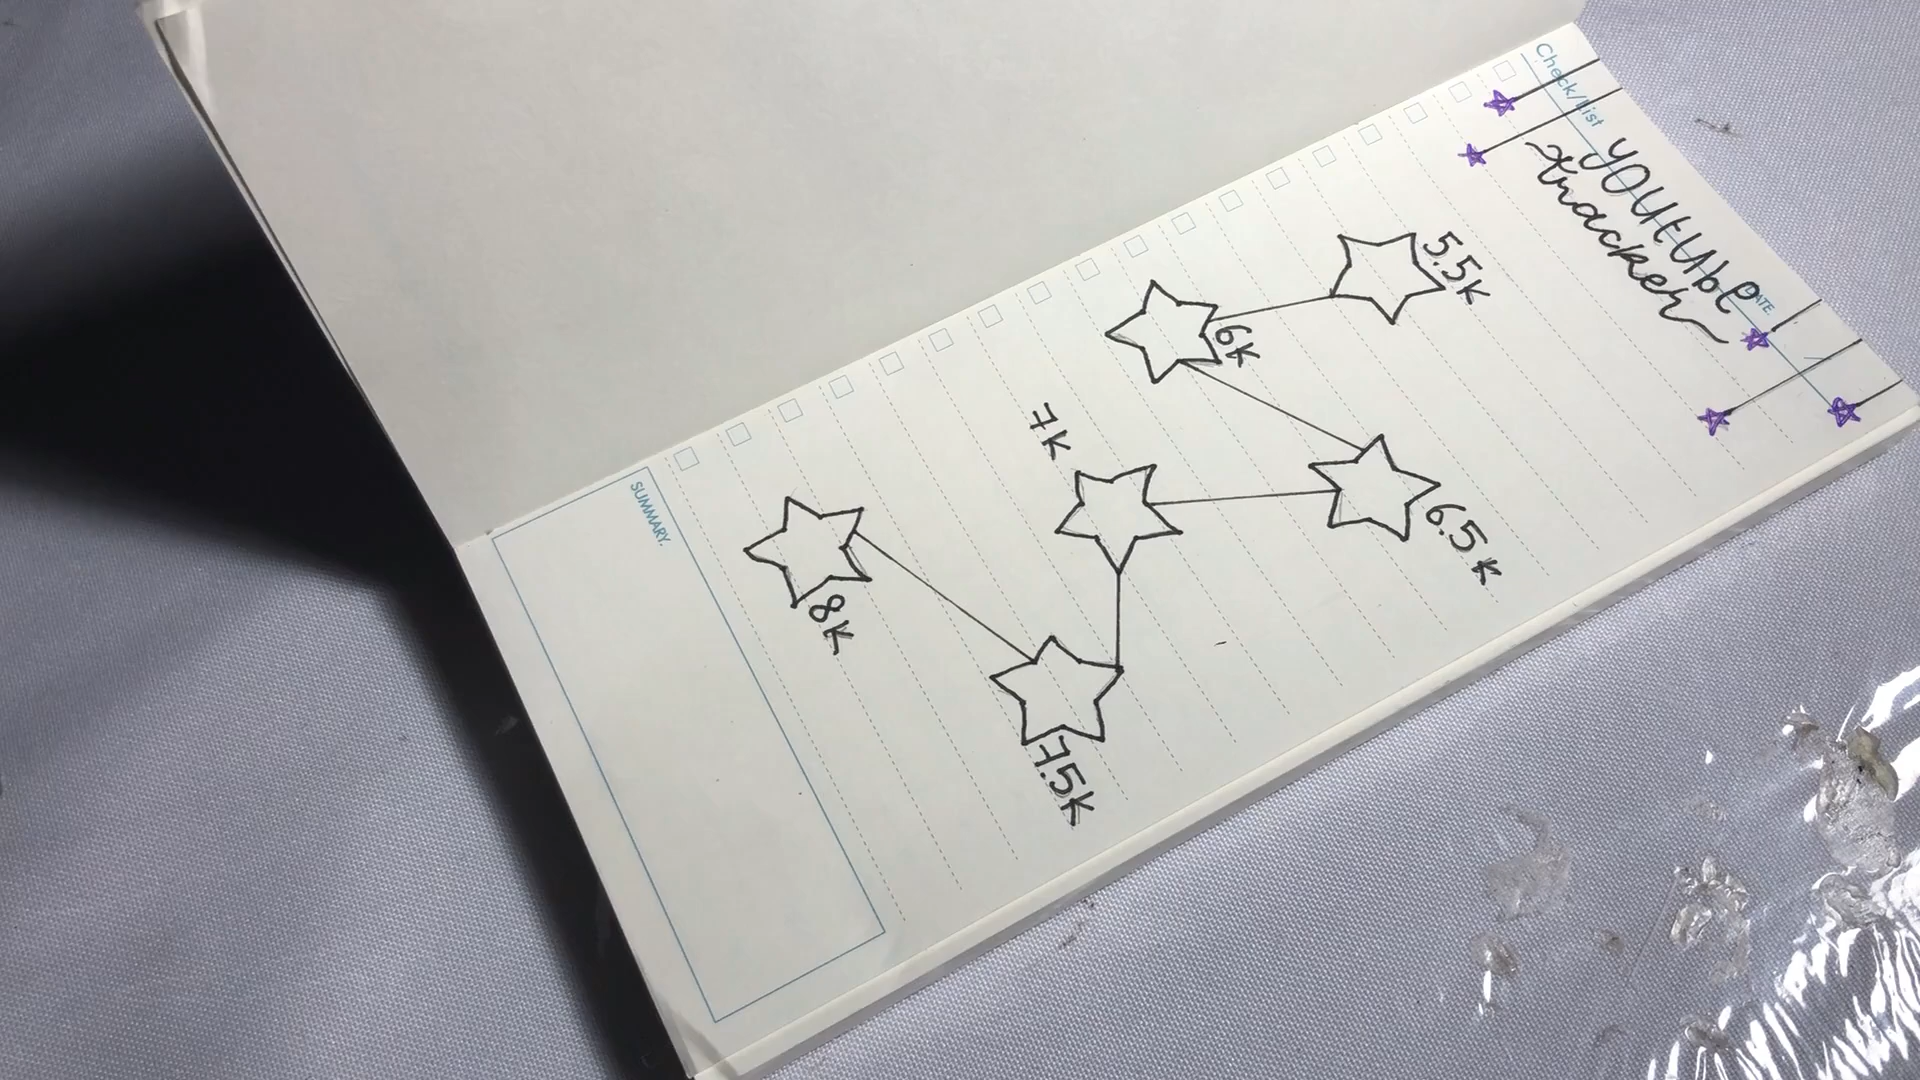 Check/List
youtube
DATE.
~tracker~
5.5K
6K
6.5K
7K
7.5K
8K
SUMMARY.